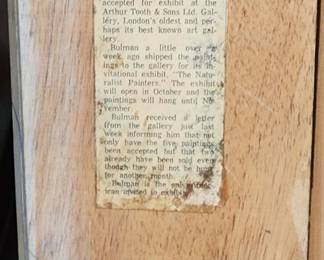 accepted for exhibit at the
Arthur Tooth & Sons Ltd. Gal-
lery, London's oldest and per-
haps its best known art gal-
lery.
Bulman a little over a
week ago shipped the paint-
ings to the gallery for an in-
vitational exhibit, "The Natu-
ralist Painters." The exhibit
will open in October and the
paintings will hang until No-
vember.
Bulman received a letter
from the gallery just last
week informing him that not
only have the five paintings
been accepted but that two
already have been sold even
though they will not be hung
for another month.
Bulman is the only
ican invited to exhibit